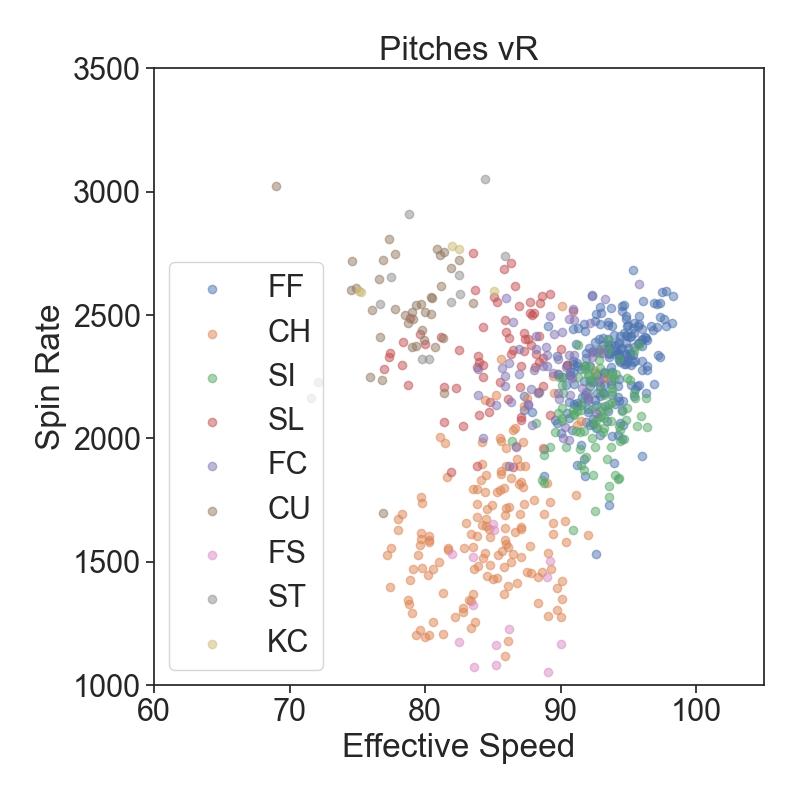 Pitches vR
3500
3000
2500
2000
1500
1000
Spin Rate
FF
CH
SI
SL
FC
CU
FS
ST
KC
60
70
80
90
100
Effective Speed